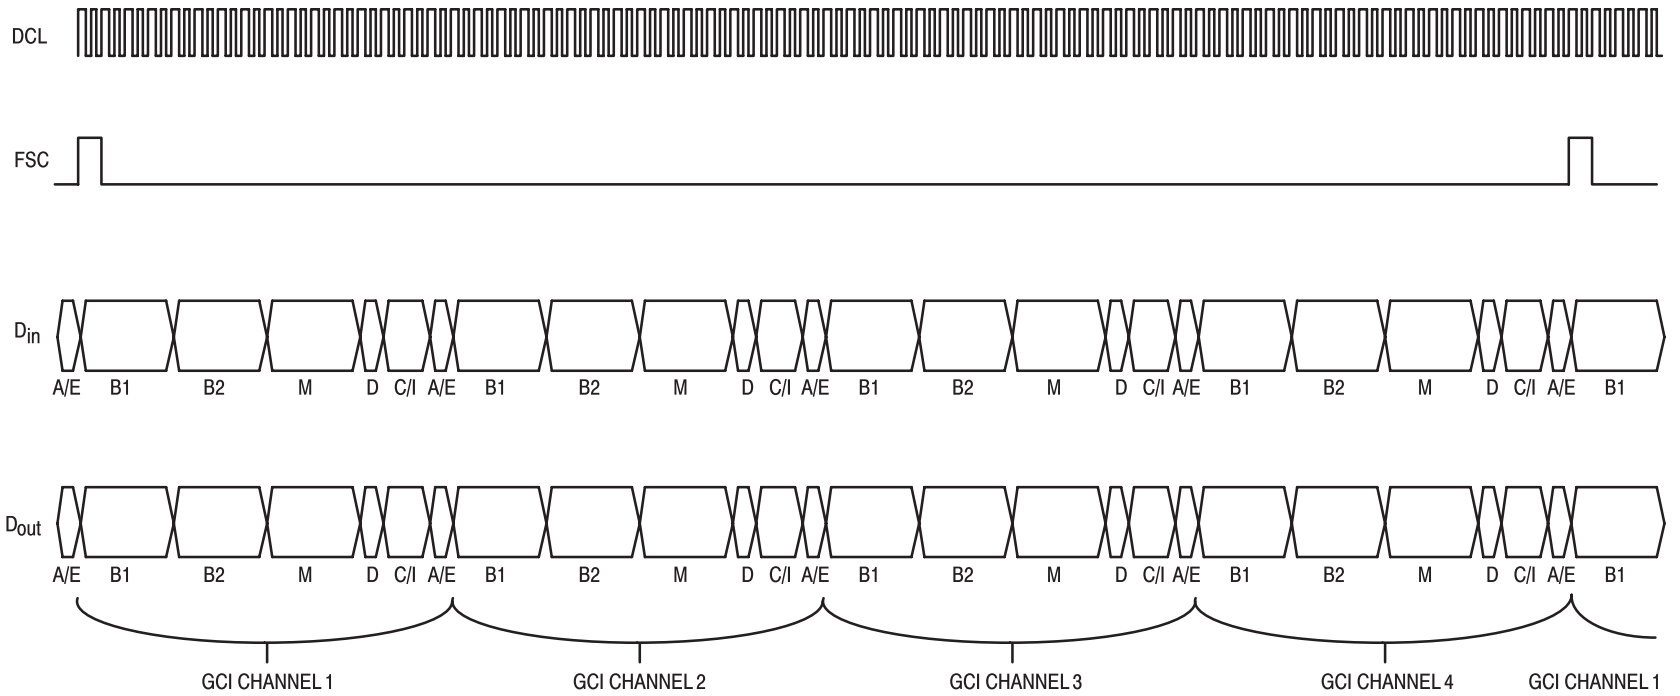 DCL
FSC
Din
A/E B1 B2 M D C/I A/E B1 B2 M D C/I A/E B1 B2 M D C/I A/E B1 B2 M D C/I A/E B1
Dout
A/E B1 B2 M D C/I A/E B1 B2 M D C/I A/E B1 B2 M D C/I A/E B1 B2 M D C/I A/E B1
GCI CHANNEL 1 GCI CHANNEL 2 GCI CHANNEL 3 GCI CHANNEL 4 GCI CHANNEL 1